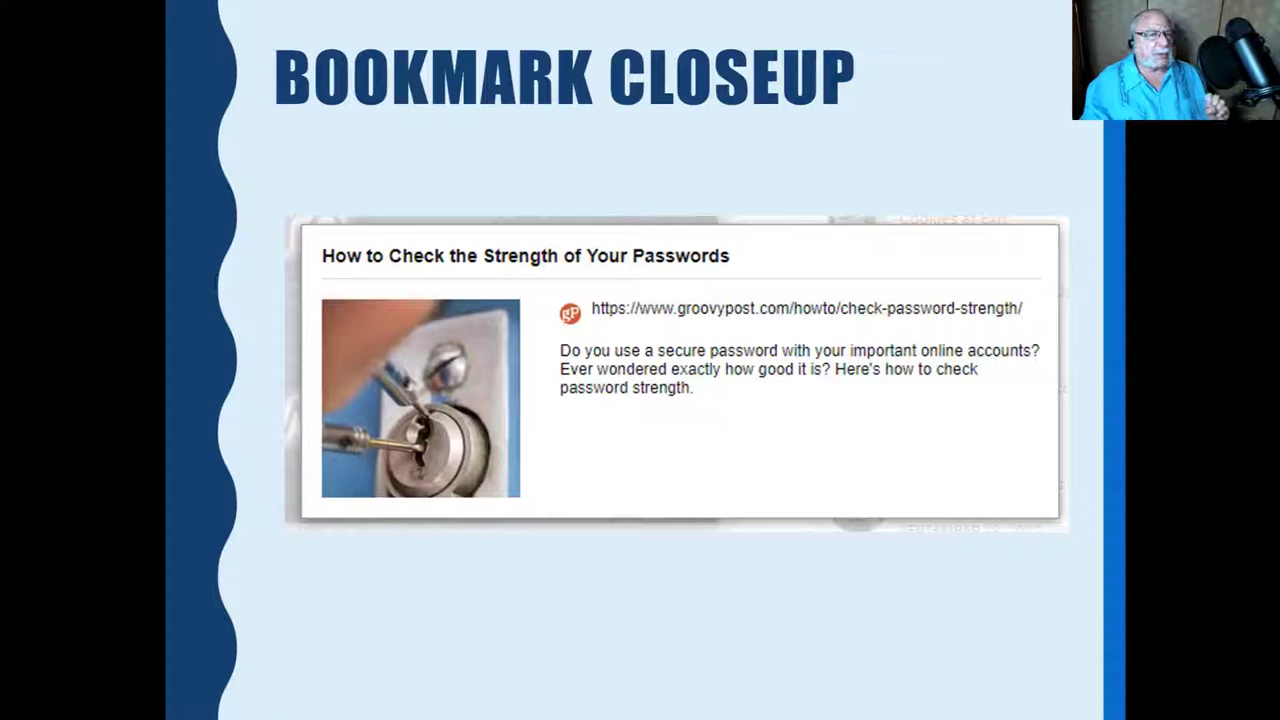 BOOKMARK CLOSEUP
How to Check the Strength of Your Passwords
gP https://www.groovypost.com/howto/check-password-strength/
Do you use a secure password with your important online accounts?
Ever wondered exactly how good it is? Here's how to check
password strength.